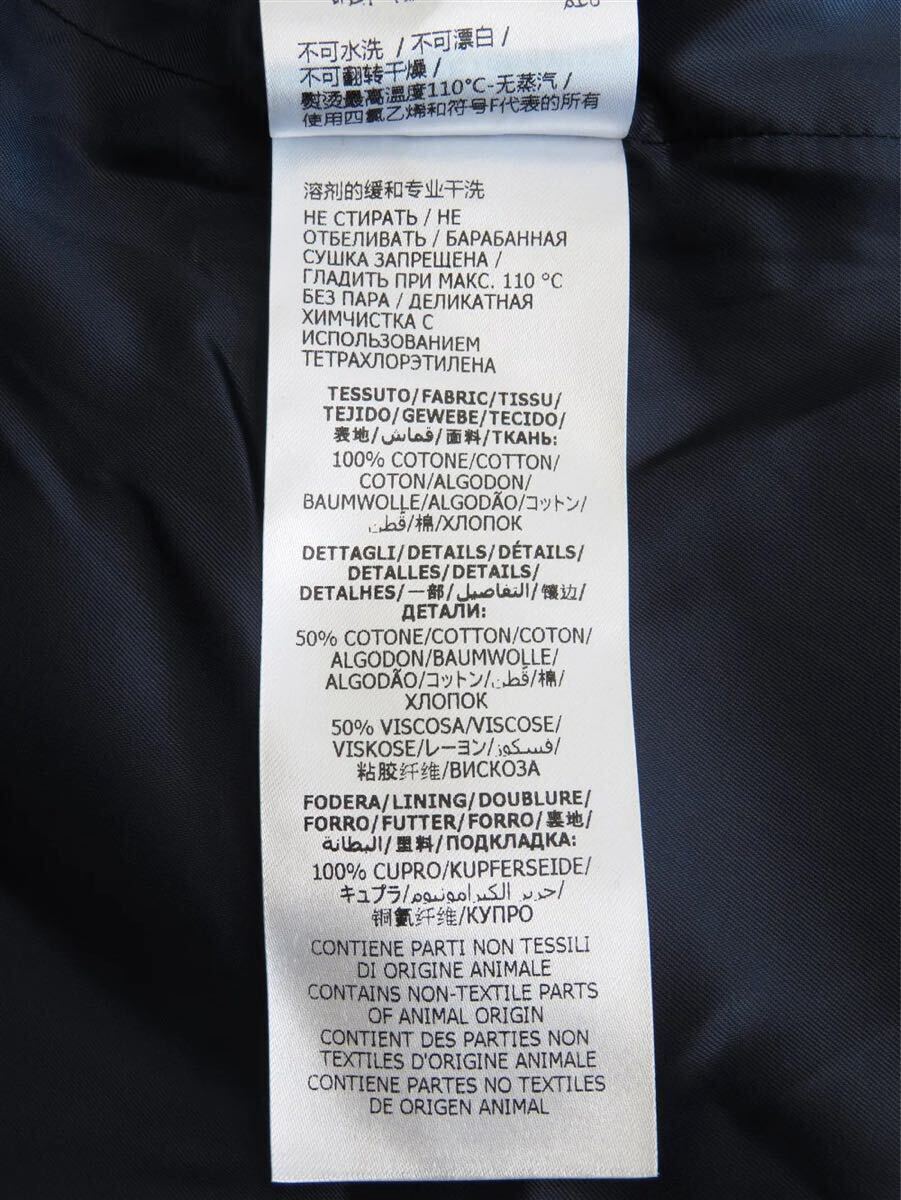 不可水洗 / 不可漂白 /
不可翻转干燥 /
熨烫最高温度110°C-无蒸汽 /
使用四氯乙烯和符号F代表的所有
溶剂的缓和专业干洗
НЕ СТИРАТЬ / НЕ
ОТБЕЛИВАТЬ / БАРАБАННАЯ
СУШКА ЗАПРЕЩЕНА /
ГЛАДИТЬ ПРИ МАКС. 110 °C
БЕЗ ПАРА / ДЕЛИКАТНАЯ
ХИМЧИСТКА С
ИСПОЛЬЗОВАНИЕМ
ТЕТРАХЛОРЭТИЛЕНА
TESSUTO/FABRIC/TISSU/
TEJIDO/GEWEBE/TECIDO/
表地/قماش/面料/ТКАНЬ:
100% COTONE/COTTON/
COTON/ALGODON/
BAUMWOLLE/ALGODÃO/コットン/
قُطن/棉/ХЛОПОК
DETTAGLI/DETAILS/DÉTAILS/
DETALLES/DETAILS/
DETALHES/一部/التفاصيل/镶边/
ДЕТАЛИ:
50% COTONE/COTTON/COTON/
ALGODON/BAUMWOLLE/
ALGODÃO/コットン/قُطن/棉/
ХЛОПОК
50% VISCOSA/VISCOSE/
VISKOSE/レーヨン/فسكوز/
粘胶纤维/ВИСКОЗА
FODERA/LINING/DOUBLURE/
FORRO/FUTTER/FORRO/裏地/
البطانة/里料/ПОДКЛАДКА:
100% CUPRO/KUPFERSEIDE/
キュプラ/حرير الكبرامونيوم/
铜氨纤维/КУПРО
CONTIENE PARTI NON TESSILI
DI ORIGINE ANIMALE
CONTAINS NON-TEXTILE PARTS
OF ANIMAL ORIGIN
CONTIENT DES PARTIES NON
TEXTILES D'ORIGINE ANIMALE
CONTIENE PARTES NO TEXTILES
DE ORIGEN ANIMAL